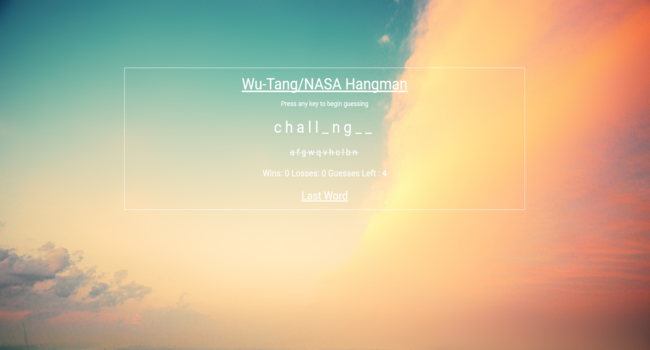 Wu-Tang/NASA Hangman
Press any key to begin guessing
c h a l l _ n g _ _
a f g w q v h c l b n
Wins: 0 Losses: 0 Guesses Left : 4
Last Word